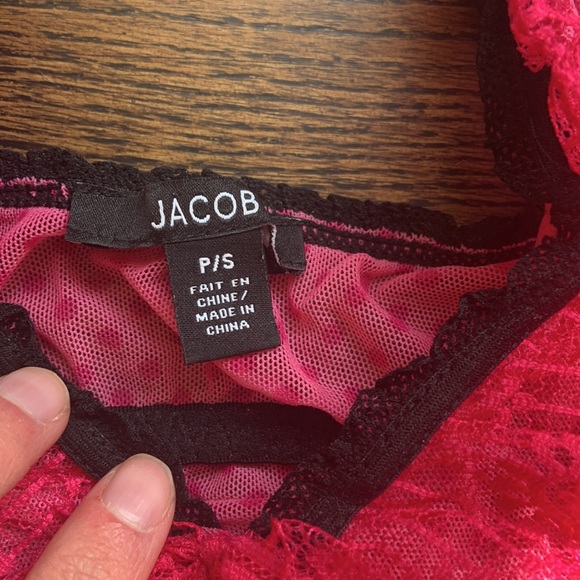 JACOB
P/S
FAIT EN
CHINE/
MADE IN
CHINA